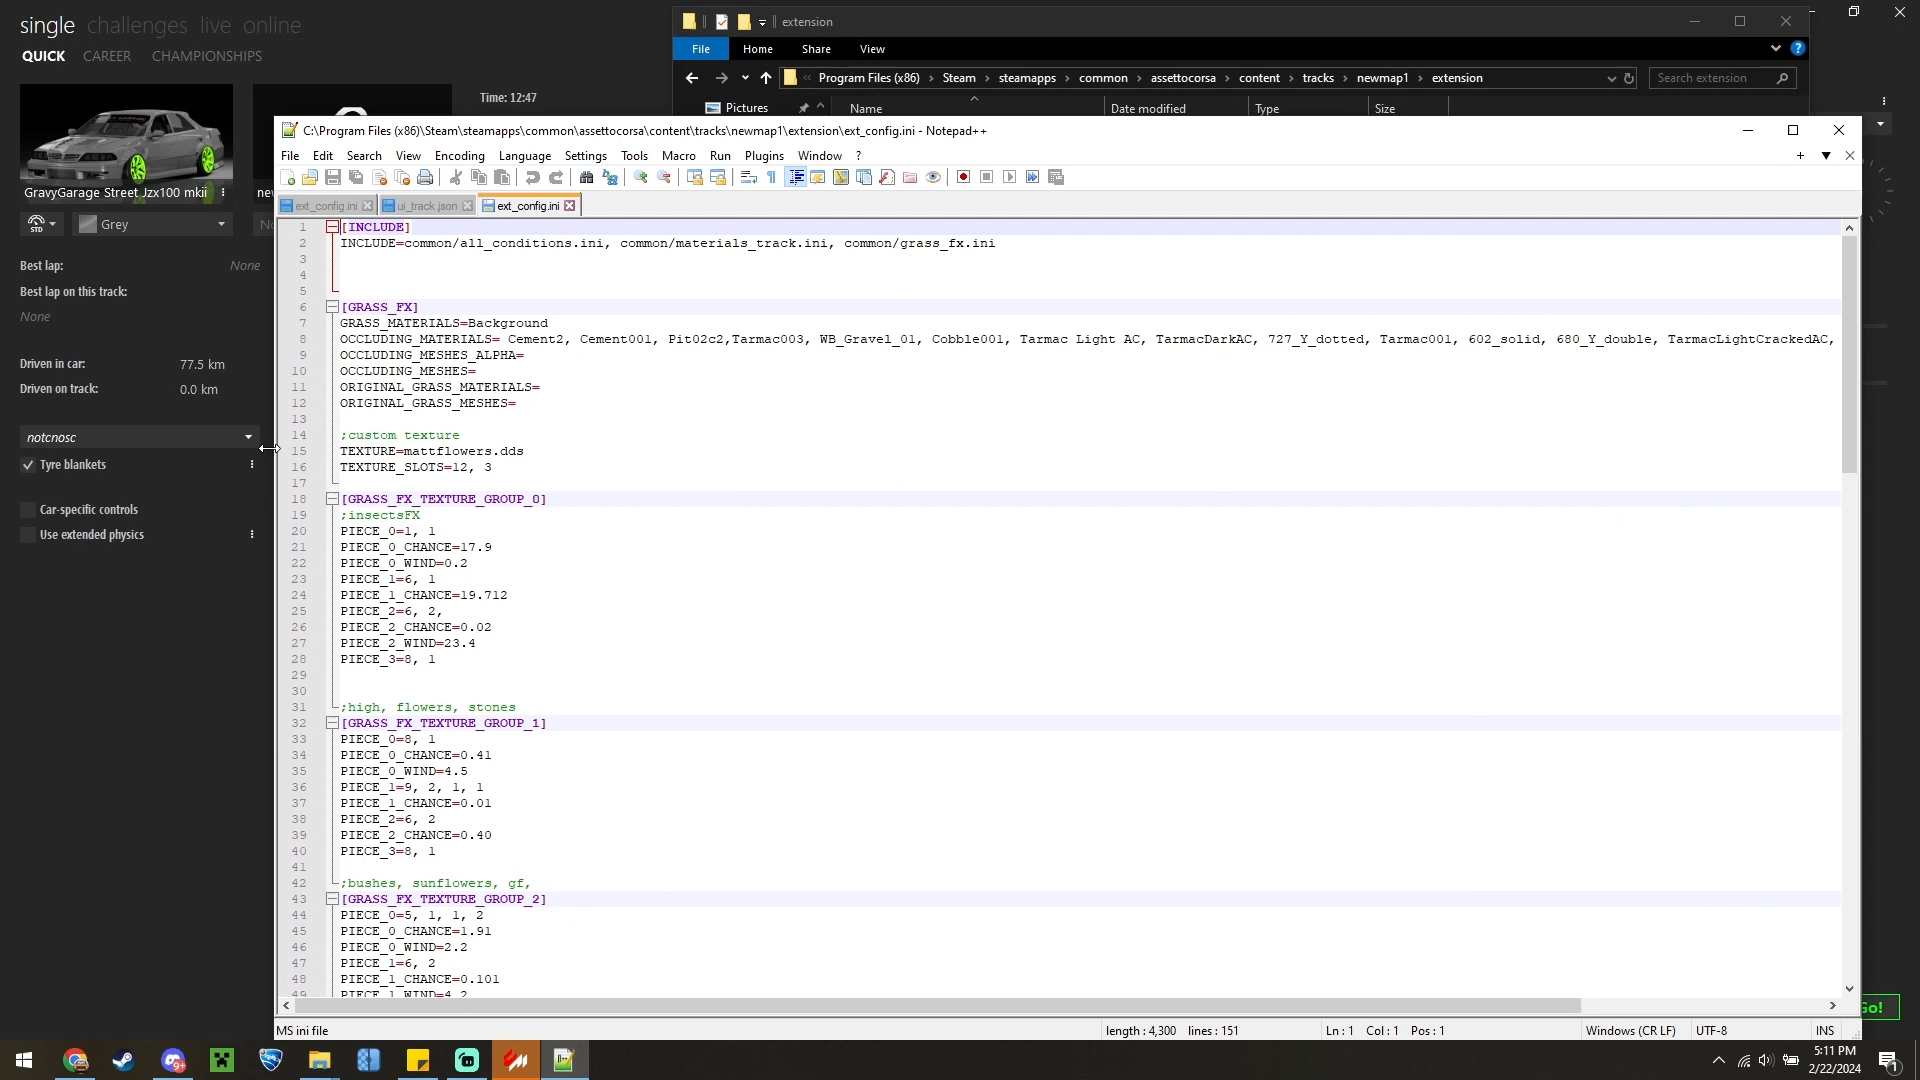 single challenges live online
QUICK CAREER CHAMPIONSHIPS
GravyGarage Street Jzx100 mkii
Time: 12:47
STD
Grey
Best lap: None
Best lap on this track:
None
Driven in car: 77.5 km
Driven on track: 0.0 km
notcnosc
Tyre blankets
Car-specific controls
Use extended physics
extension
File Home Share View
Program Files (x86) Steam steamapps common assettocorsa content tracks newmap1 extension
Search extension
Pictures Name Date modified Type Size
C:\Program Files (x86)\Steam\steamapps\common\assettocorsa\content\tracks\newmap1\extension\ext_config.ini - Notepad++
File Edit Search View Encoding Language Settings Tools Macro Run Plugins Window ?
ext_config.ini ui_track.json ext_config.ini
1 [INCLUDE]
2 INCLUDE=common/all_conditions.ini, common/materials_track.ini, common/grass_fx.ini
3
4
5
6 [GRASS_FX]
7 GRASS_MATERIALS=Background
8 OCCLUDING_MATERIALS= Cement2, Cement001, Pit02c2,Tarmac003, WB_Gravel_01, Cobble001, Tarmac Light AC, TarmacDarkAC, 727_Y_dotted, Tarmac001, 602_solid, 680_Y_double, TarmacLightCrackedAC,
9 OCCLUDING_MESHES_ALPHA=
10 OCCLUDING_MESHES=
11 ORIGINAL_GRASS_MATERIALS=
12 ORIGINAL_GRASS_MESHES=
13
14 ;custom texture
15 TEXTURE=mattflowers.dds
16 TEXTURE_SLOTS=12, 3
17
18 [GRASS_FX_TEXTURE_GROUP_0]
19 ;insectsFX
20 PIECE_0=1, 1
21 PIECE_0_CHANCE=17.9
22 PIECE_0_WIND=0.2
23 PIECE_1=6, 1
24 PIECE_1_CHANCE=19.712
25 PIECE_2=6, 2,
26 PIECE_2_CHANCE=0.02
27 PIECE_2_WIND=23.4
28 PIECE_3=8, 1
29
30
31 ;high, flowers, stones
32 [GRASS_FX_TEXTURE_GROUP_1]
33 PIECE_0=8, 1
34 PIECE_0_CHANCE=0.41
35 PIECE_0_WIND=4.5
36 PIECE_1=9, 2, 1, 1
37 PIECE_1_CHANCE=0.01
38 PIECE_2=6, 2
39 PIECE_2_CHANCE=0.40
40 PIECE_3=8, 1
41
42 ;bushes, sunflowers, gf,
43 [GRASS_FX_TEXTURE_GROUP_2]
44 PIECE_0=5, 1, 1, 2
45 PIECE_0_CHANCE=1.91
46 PIECE_0_WIND=2.2
47 PIECE_1=6, 2
48 PIECE_1_CHANCE=0.101
49 PIECE_1_WIND=4.2
Go!
MS ini file length : 4,300 lines : 151 Ln : 1 Col : 1 Pos : 1 Windows (CR LF) UTF-8 INS
5:11 PM
2/22/2024